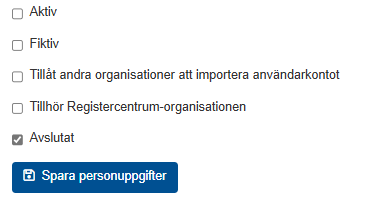 Aktiv
Fiktiv
Tillåt andra organisationer att importera användarkontot
Tillhör Registercentrum-organisationen
Avslutat
Spara personuppgifter